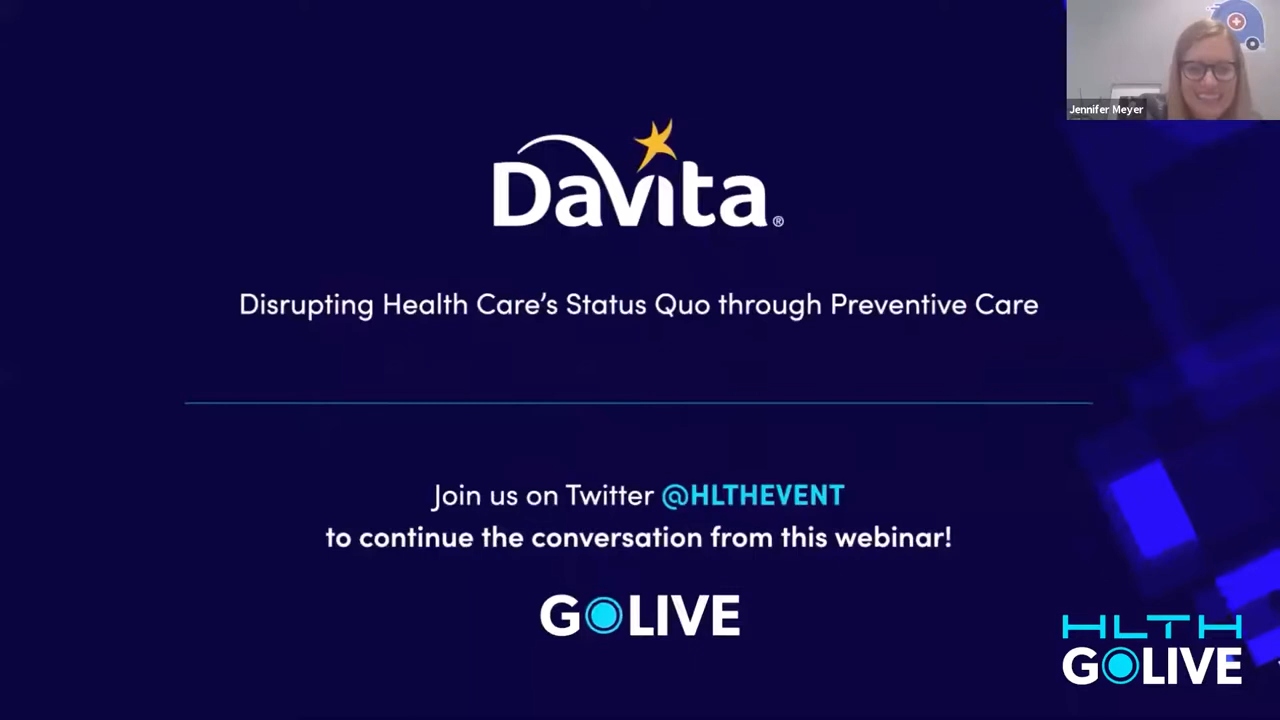 Jennifer Meyer
DaVita®
Disrupting Health Care’s Status Quo through Preventive Care
Join us on Twitter @HLTHEVENT
to continue the conversation from this webinar!
GOLIVE
HLTH
GOLIVE